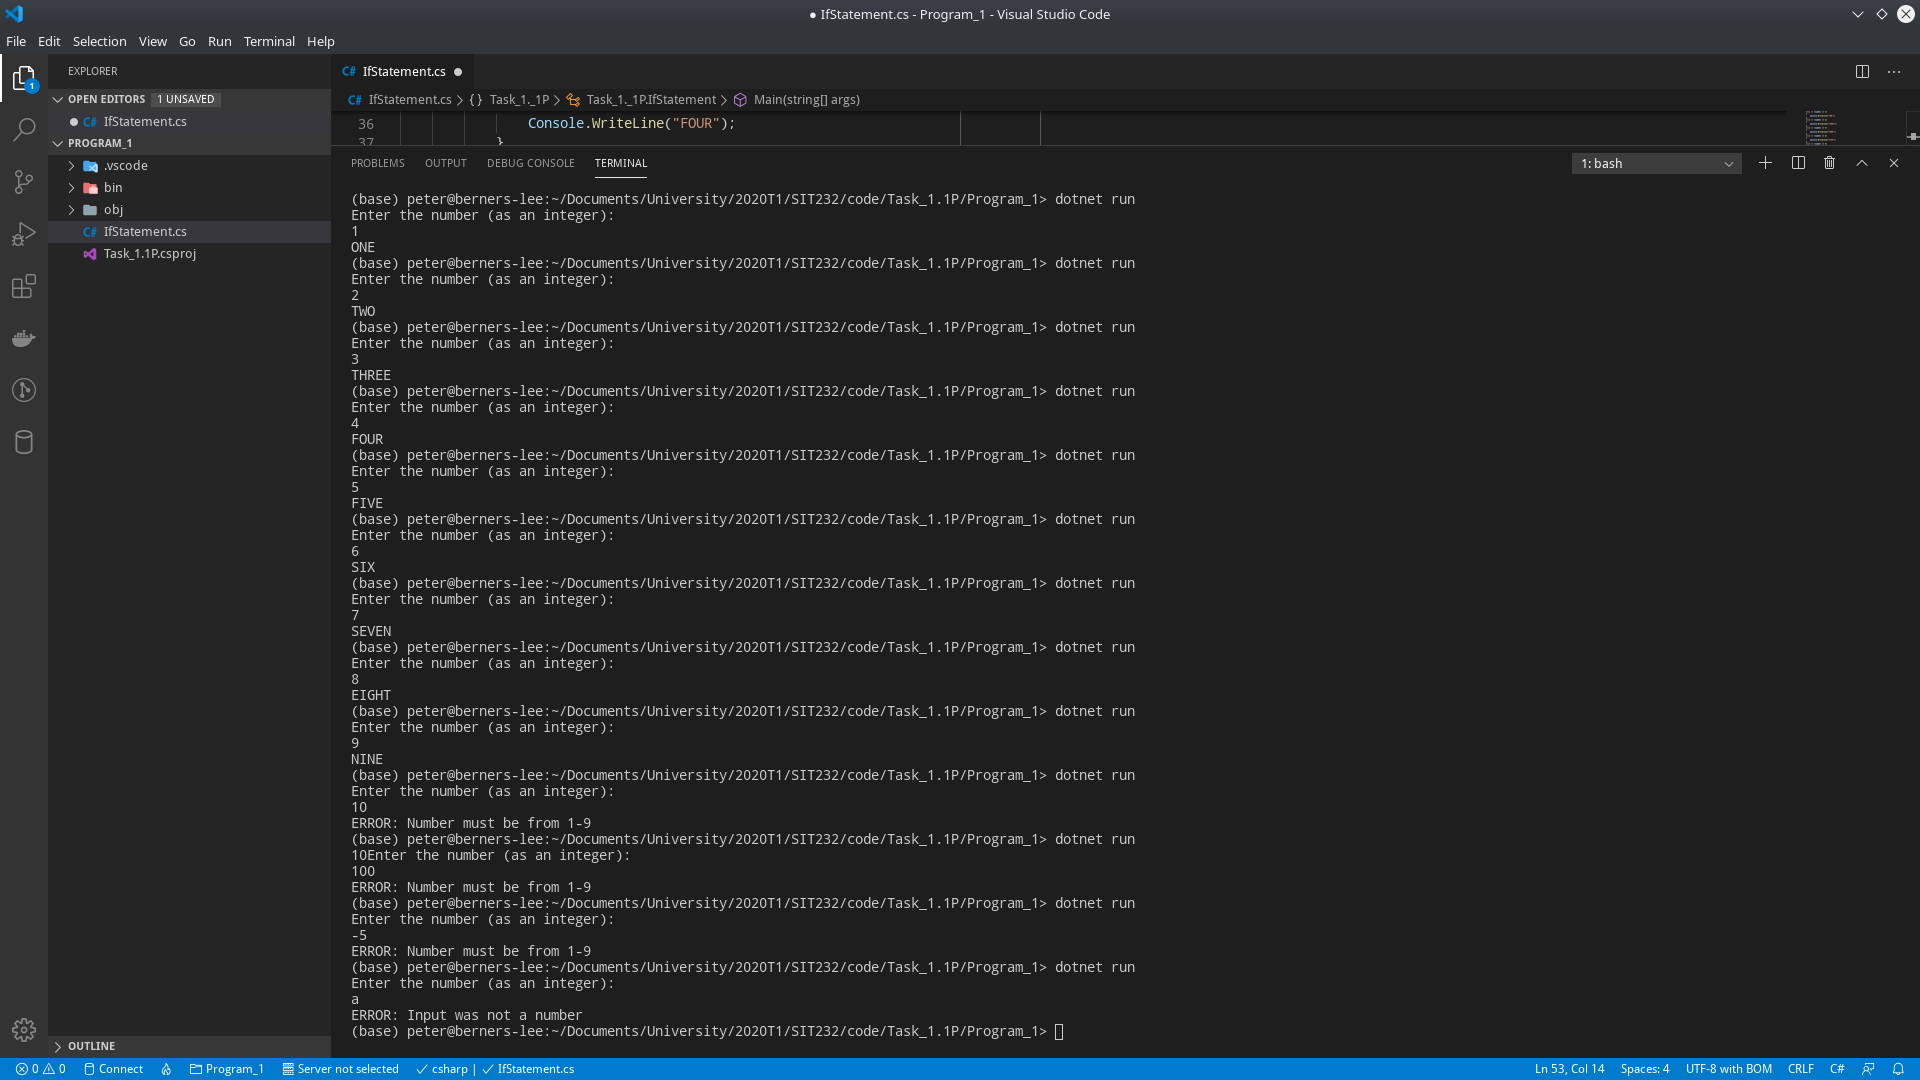 ● IfStatement.cs - Program_1 - Visual Studio Code
File Edit Selection View Go Run Terminal Help
EXPLORER
OPEN EDITORS 1 UNSAVED
C# IfStatement.cs
PROGRAM_1
.vscode
bin
obj
C# IfStatement.cs
Task_1.1P.csproj
OUTLINE
1
C# IfStatement.cs ●
C# IfStatement.cs > {} Task_1._1P > Task_1._1P.IfStatement > Main(string[] args)
36 Console.WriteLine("FOUR");
37 }
PROBLEMS OUTPUT DEBUG CONSOLE TERMINAL 1: bash
(base) peter@berners-lee:~/Documents/University/2020T1/SIT232/code/Task_1.1P/Program_1> dotnet run
Enter the number (as an integer):
1
ONE
(base) peter@berners-lee:~/Documents/University/2020T1/SIT232/code/Task_1.1P/Program_1> dotnet run
Enter the number (as an integer):
2
TWO
(base) peter@berners-lee:~/Documents/University/2020T1/SIT232/code/Task_1.1P/Program_1> dotnet run
Enter the number (as an integer):
3
THREE
(base) peter@berners-lee:~/Documents/University/2020T1/SIT232/code/Task_1.1P/Program_1> dotnet run
Enter the number (as an integer):
4
FOUR
(base) peter@berners-lee:~/Documents/University/2020T1/SIT232/code/Task_1.1P/Program_1> dotnet run
Enter the number (as an integer):
5
FIVE
(base) peter@berners-lee:~/Documents/University/2020T1/SIT232/code/Task_1.1P/Program_1> dotnet run
Enter the number (as an integer):
6
SIX
(base) peter@berners-lee:~/Documents/University/2020T1/SIT232/code/Task_1.1P/Program_1> dotnet run
Enter the number (as an integer):
7
SEVEN
(base) peter@berners-lee:~/Documents/University/2020T1/SIT232/code/Task_1.1P/Program_1> dotnet run
Enter the number (as an integer):
8
EIGHT
(base) peter@berners-lee:~/Documents/University/2020T1/SIT232/code/Task_1.1P/Program_1> dotnet run
Enter the number (as an integer):
9
NINE
(base) peter@berners-lee:~/Documents/University/2020T1/SIT232/code/Task_1.1P/Program_1> dotnet run
Enter the number (as an integer):
10
ERROR: Number must be from 1-9
(base) peter@berners-lee:~/Documents/University/2020T1/SIT232/code/Task_1.1P/Program_1> dotnet run
10Enter the number (as an integer):
100
ERROR: Number must be from 1-9
(base) peter@berners-lee:~/Documents/University/2020T1/SIT232/code/Task_1.1P/Program_1> dotnet run
Enter the number (as an integer):
-5
ERROR: Number must be from 1-9
(base) peter@berners-lee:~/Documents/University/2020T1/SIT232/code/Task_1.1P/Program_1> dotnet run
Enter the number (as an integer):
a
ERROR: Input was not a number
(base) peter@berners-lee:~/Documents/University/2020T1/SIT232/code/Task_1.1P/Program_1>
0 0 Connect Program_1 Server not selected csharp | IfStatement.cs Ln 53, Col 14 Spaces: 4 UTF-8 with BOM CRLF C#